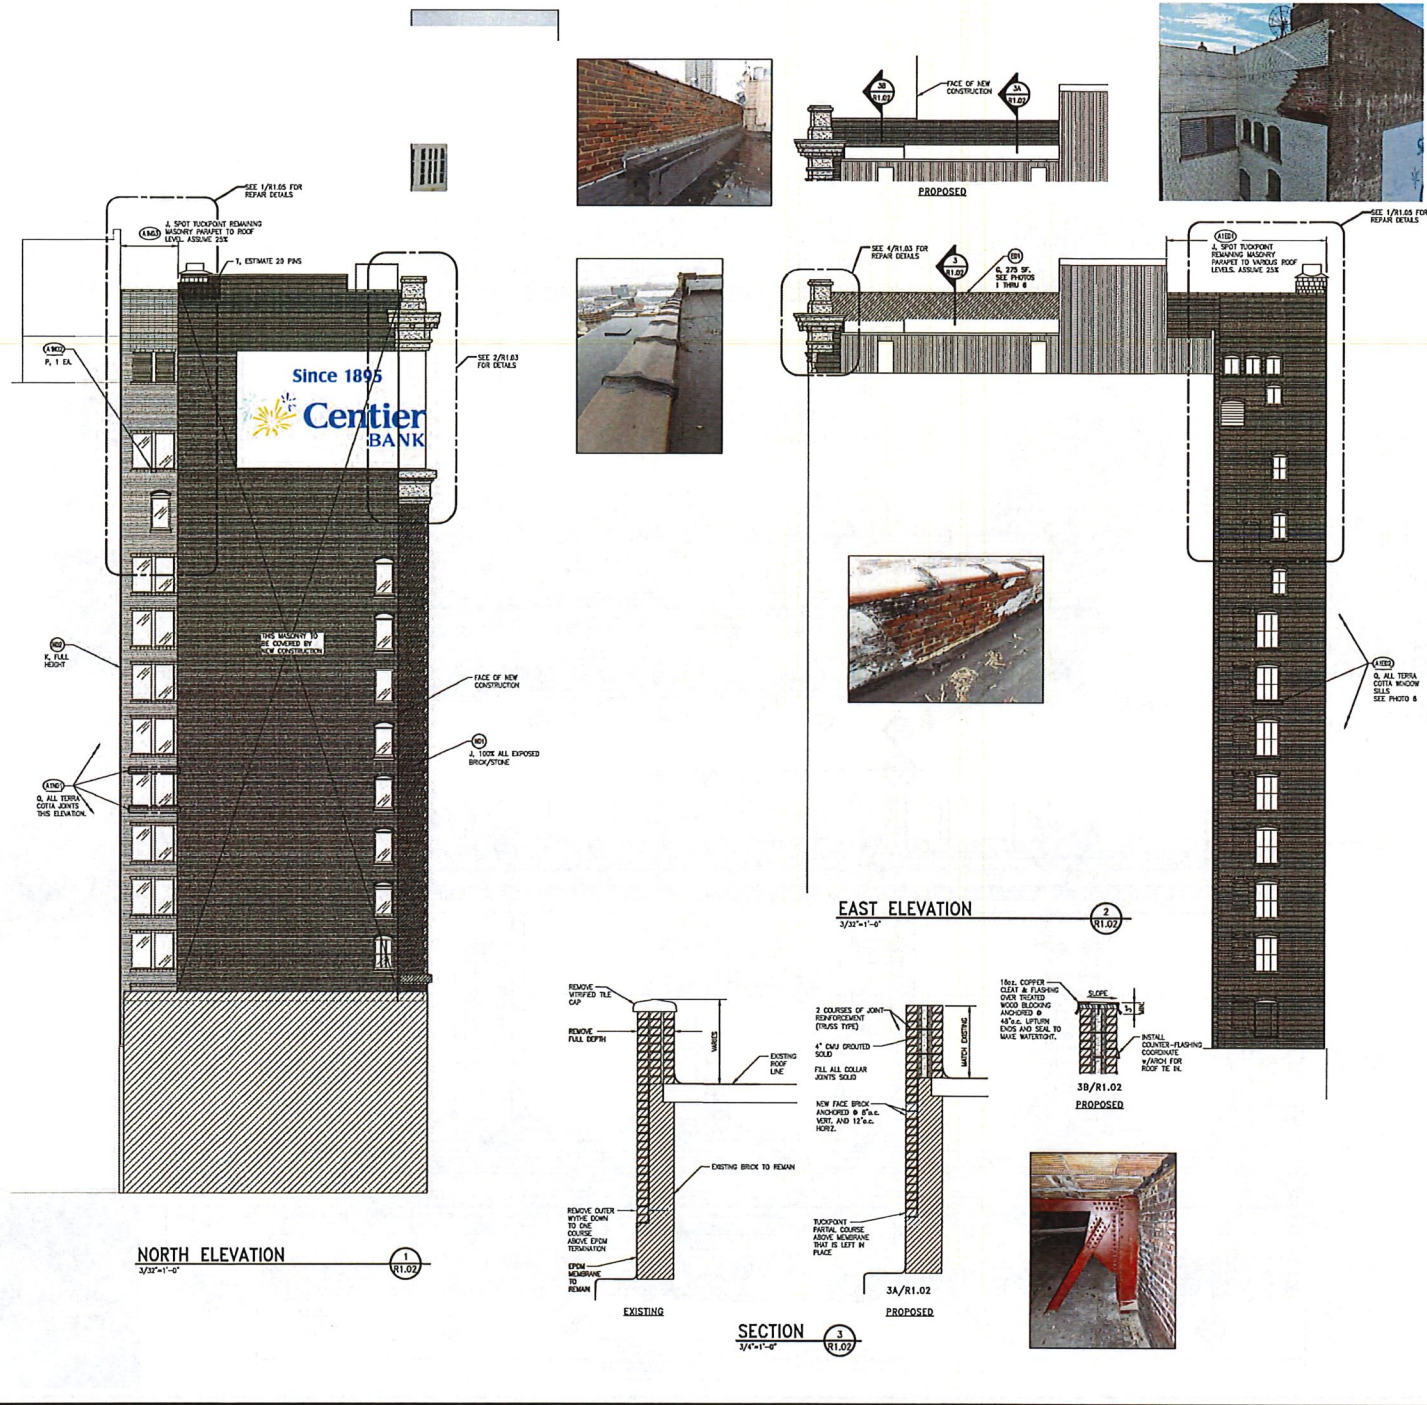 3B
R1.02
FACE OF NEW
CONSTRUCTION
3A
R1.02
PROPOSED
SEE 1/R1.05 FOR
REPAIR DETAILS
J, SPOT TUCKPOINT REMAINING
MASONRY PARAPET TO ROOF
LEVEL. ASSUME 25%
T, ESTIMATE 20 PINS
P, 1 EA.
SEE 2/R1.03
FOR DETAILS
Since 1895
Centier
BANK
THIS MASONRY TO
BE COVERED BY
NEW CONSTRUCTION
K, FULL
HEIGHT
FACE OF NEW
CONSTRUCTION
J, 100% ALL EXPOSED
BRICK/STONE
A1N01
Q, ALL TERRA
COTTA JOINTS
THIS ELEVATION.
NORTH ELEVATION
3/32"=1'-0"
1
R1.02
SEE 4/R1.03 FOR
REPAIR DETAILS
3
R1.02
E01
G, 275 SF.
SEE PHOTOS
1 THRU 6
A1E01
J, SPOT TUCKPOINT
REMAINING MASONRY
PARAPET TO VARIOUS ROOF
LEVELS. ASSUME 25%
SEE 1/R1.05 FOR
REPAIR DETAILS
A1E02
Q, ALL TERRA
COTTA WINDOW
SILLS
SEE PHOTO 8
EAST ELEVATION
3/32"=1'-0"
2
R1.02
REMOVE
VITRIFIED TILE
CAP
REMOVE
FULL DEPTH
VARIES
EXISTING
ROOF
LINE
EXISTING BRICK TO REMAIN
REMOVE OUTER
WYTHE DOWN
TO ONE
COURSE
ABOVE EPDM
TERMINATION
EPDM
MEMBRANE
TO
REMAIN
EXISTING
2 COURSES OF JOINT
REINFORCEMENT
(TRUSS TYPE)
4" CMU GROUTED
SOLID
FILL ALL COLLAR
JOINTS SOLID
MATCH EXISTING
NEW FACE BRICK
ANCHORED @ 8"o.c.
VERT. AND 12"o.c.
HORIZ.
TUCKPOINT
PARTIAL COURSE
ABOVE MEMBRANE
THAT IS LEFT IN
PLACE
3A/R1.02
PROPOSED
16oz. COPPER
CLEAT & FLASHING
OVER TREATED
WOOD BLOCKING
ANCHORED @
48"o.c. UPTURN
ENDS AND SEAL TO
MAKE WATERTIGHT.
SLOPE
3"
MIN.
INSTALL
COUNTER-FLASHING
COORDINATE
w/ARCH FOR
ROOF TIE IN.
3B/R1.02
PROPOSED
SECTION
3/4"=1'-0"
3
R1.02